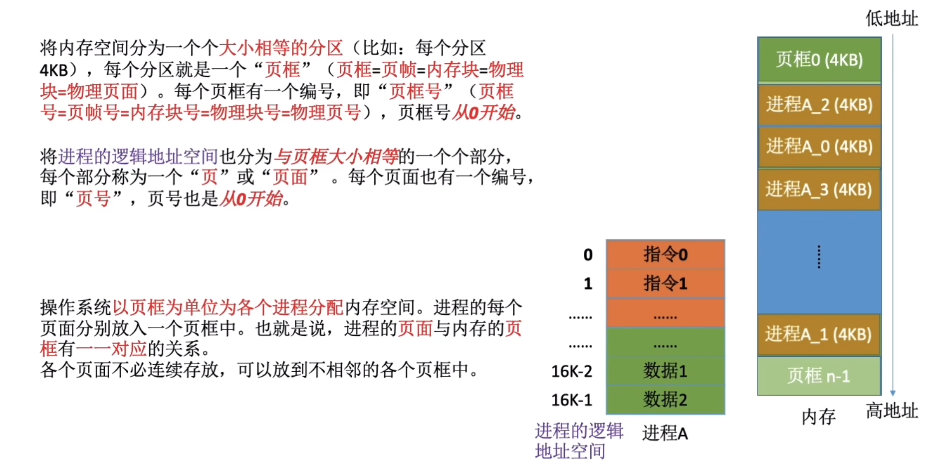 将内存空间分为一个个大小相等的分区（比如：每个分区
4KB），每个分区就是一个“页框”（页框=页帧=内存块=物理
块=物理页面）。每个页框有一个编号，即“页框号”（页框
号=页帧号=内存块号=物理块号=物理页号），页框号从0开始。
将进程的逻辑地址空间也分为与页框大小相等的一个个部分，
每个部分称为一个“页”或“页面” 。每个页面也有一个编号，
即“页号”，页号也是从0开始。
操作系统以页框为单位为各个进程分配内存空间。进程的每个
页面分别放入一个页框中。也就是说，进程的页面与内存的页
框有一一对应的关系。
各个页面不必连续存放，可以放到不相邻的各个页框中。
0 指令0
1 指令1
...... ......
...... ......
16K-2 数据1
16K-1 数据2
进程的逻辑
地址空间
进程A
低地址
页框0 (4KB)
进程A_2 (4KB)
进程A_0 (4KB)
进程A_3 (4KB)
......
进程A_1 (4KB)
页框 n-1
内存
高地址